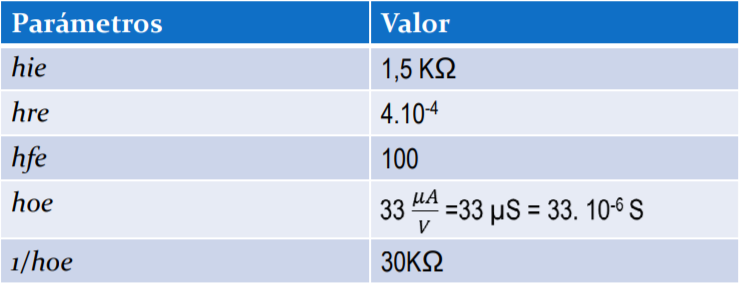 Parámetros Valor
hie 1,5 KΩ
hre 4.10⁻⁴
hfe 100
hoe 33 μA/V =33 μS = 33. 10⁻⁶ S
1/hoe 30KΩ